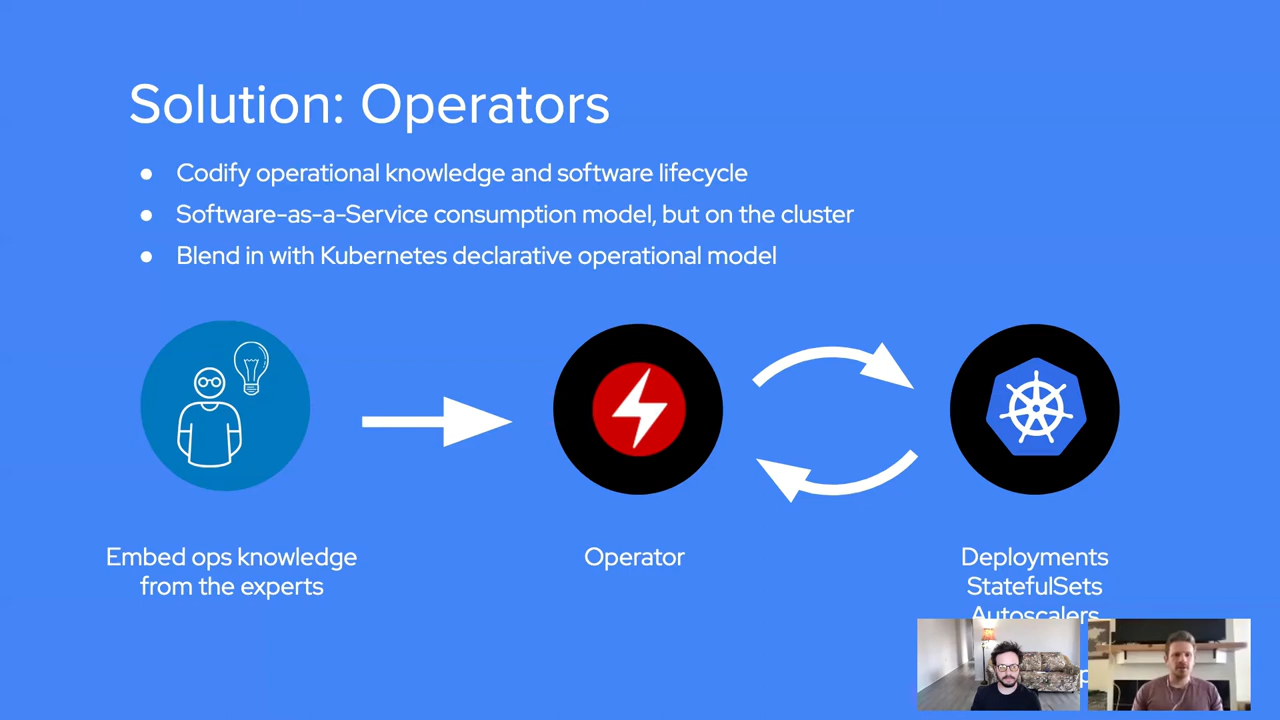 Solution: Operators
● Codify operational knowledge and software lifecycle
● Software-as-a-Service consumption model, but on the cluster
● Blend in with Kubernetes declarative operational model
Embed ops knowledge
from the experts
Operator
Deployments
StatefulSets
Autoscalers